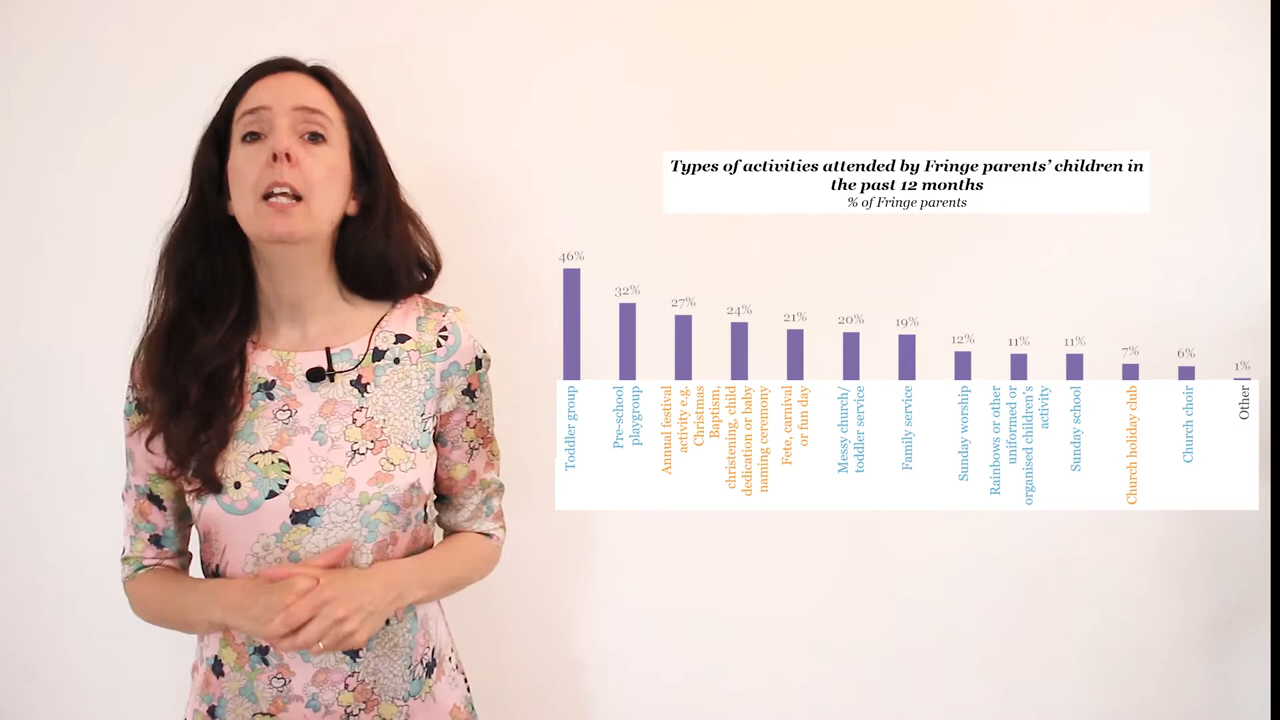 Types of activities attended by Fringe parents’ children in
the past 12 months
% of Fringe parents
46%
32%
27%
24%
21%
20%
19%
12%
11%
11%
7%
6%
1%
Toddler group
Pre-school
playgroup
Annual festival
activity e.g.
Christmas
Baptism,
christening, child
dedication or baby
naming ceremony
Fete, carnival
or fun day
Messy church/
toddler service
Family service
Sunday worship
Rainbows or other
uniformed or
organised children's
activity
Sunday school
Church holiday club
Church choir
Other